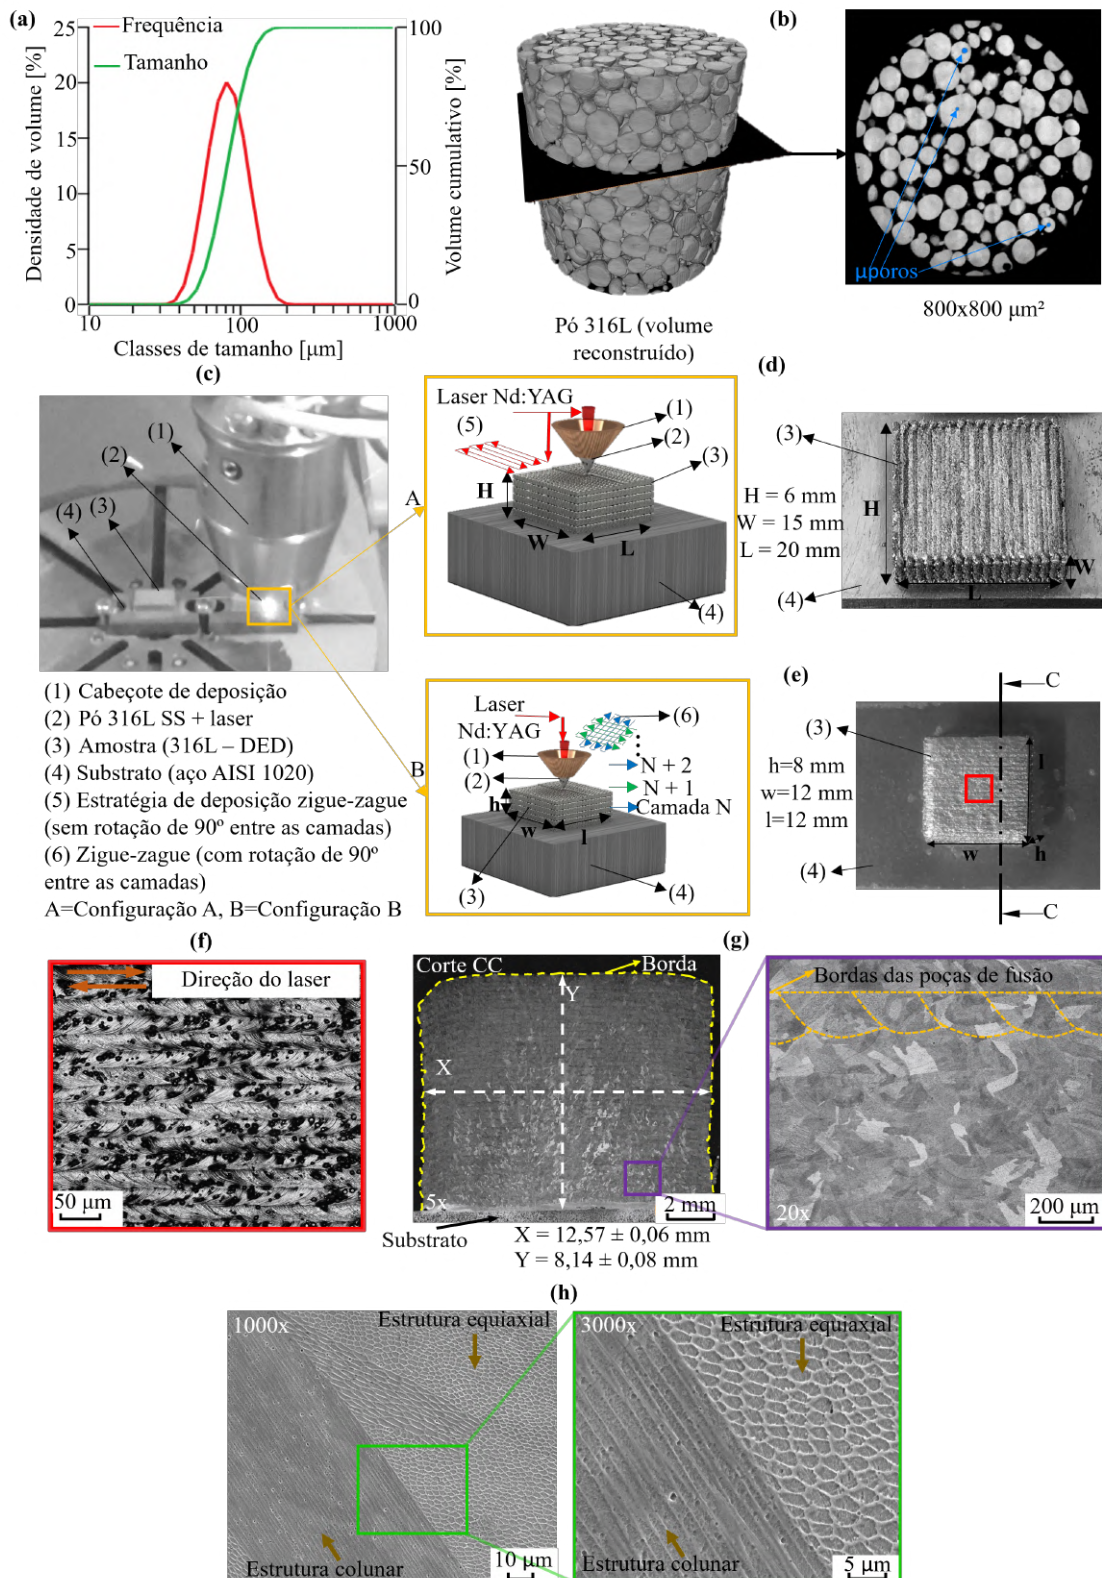 (a)
Frequência
Tamanho
Densidade de volume [%]
25
20
15
10
5
0
Volume cumulativo [%]
100
50
0
10
100
1000
Classes de tamanho [µm]
Pó 316L (volume
reconstruído)
(b)
µporos
800x800 µm²
(c)
(1)
(2)
(3)
(4)
A
B
(1) Cabeçote de deposição
(2) Pó 316L SS + laser
(3) Amostra (316L – DED)
(4) Substrato (aço AISI 1020)
(5) Estratégia de deposição zigue-zague
(sem rotação de 90º entre as camadas)
(6) Zigue-zague (com rotação de 90º
entre as camadas)
A=Configuração A, B=Configuração B
Laser Nd:YAG
(1)
(5)
(2)
(3)
H
W
L
(4)
Laser
Nd:YAG
(6)
(1)
(2)
N + 2
N + 1
Camada N
h
w
l
(3)
(4)
(d)
(3)
H = 6 mm
W = 15 mm
L = 20 mm
H
W
L
(4)
(e)
C
(3)
h=8 mm
w=12 mm
l=12 mm
l
w
h
(4)
C
(f)
Direção do laser
50 µm
(g)
Corte CC
Borda
Y
X
5x
2 mm
Substrato
X = 12,57 ± 0,06 mm
Y = 8,14 ± 0,08 mm
Bordas das poças de fusão
20x
200 µm
(h)
1000x
Estrutura equiaxial
Estrutura colunar
10 µm
3000x
Estrutura equiaxial
Estrutura colunar
5 µm